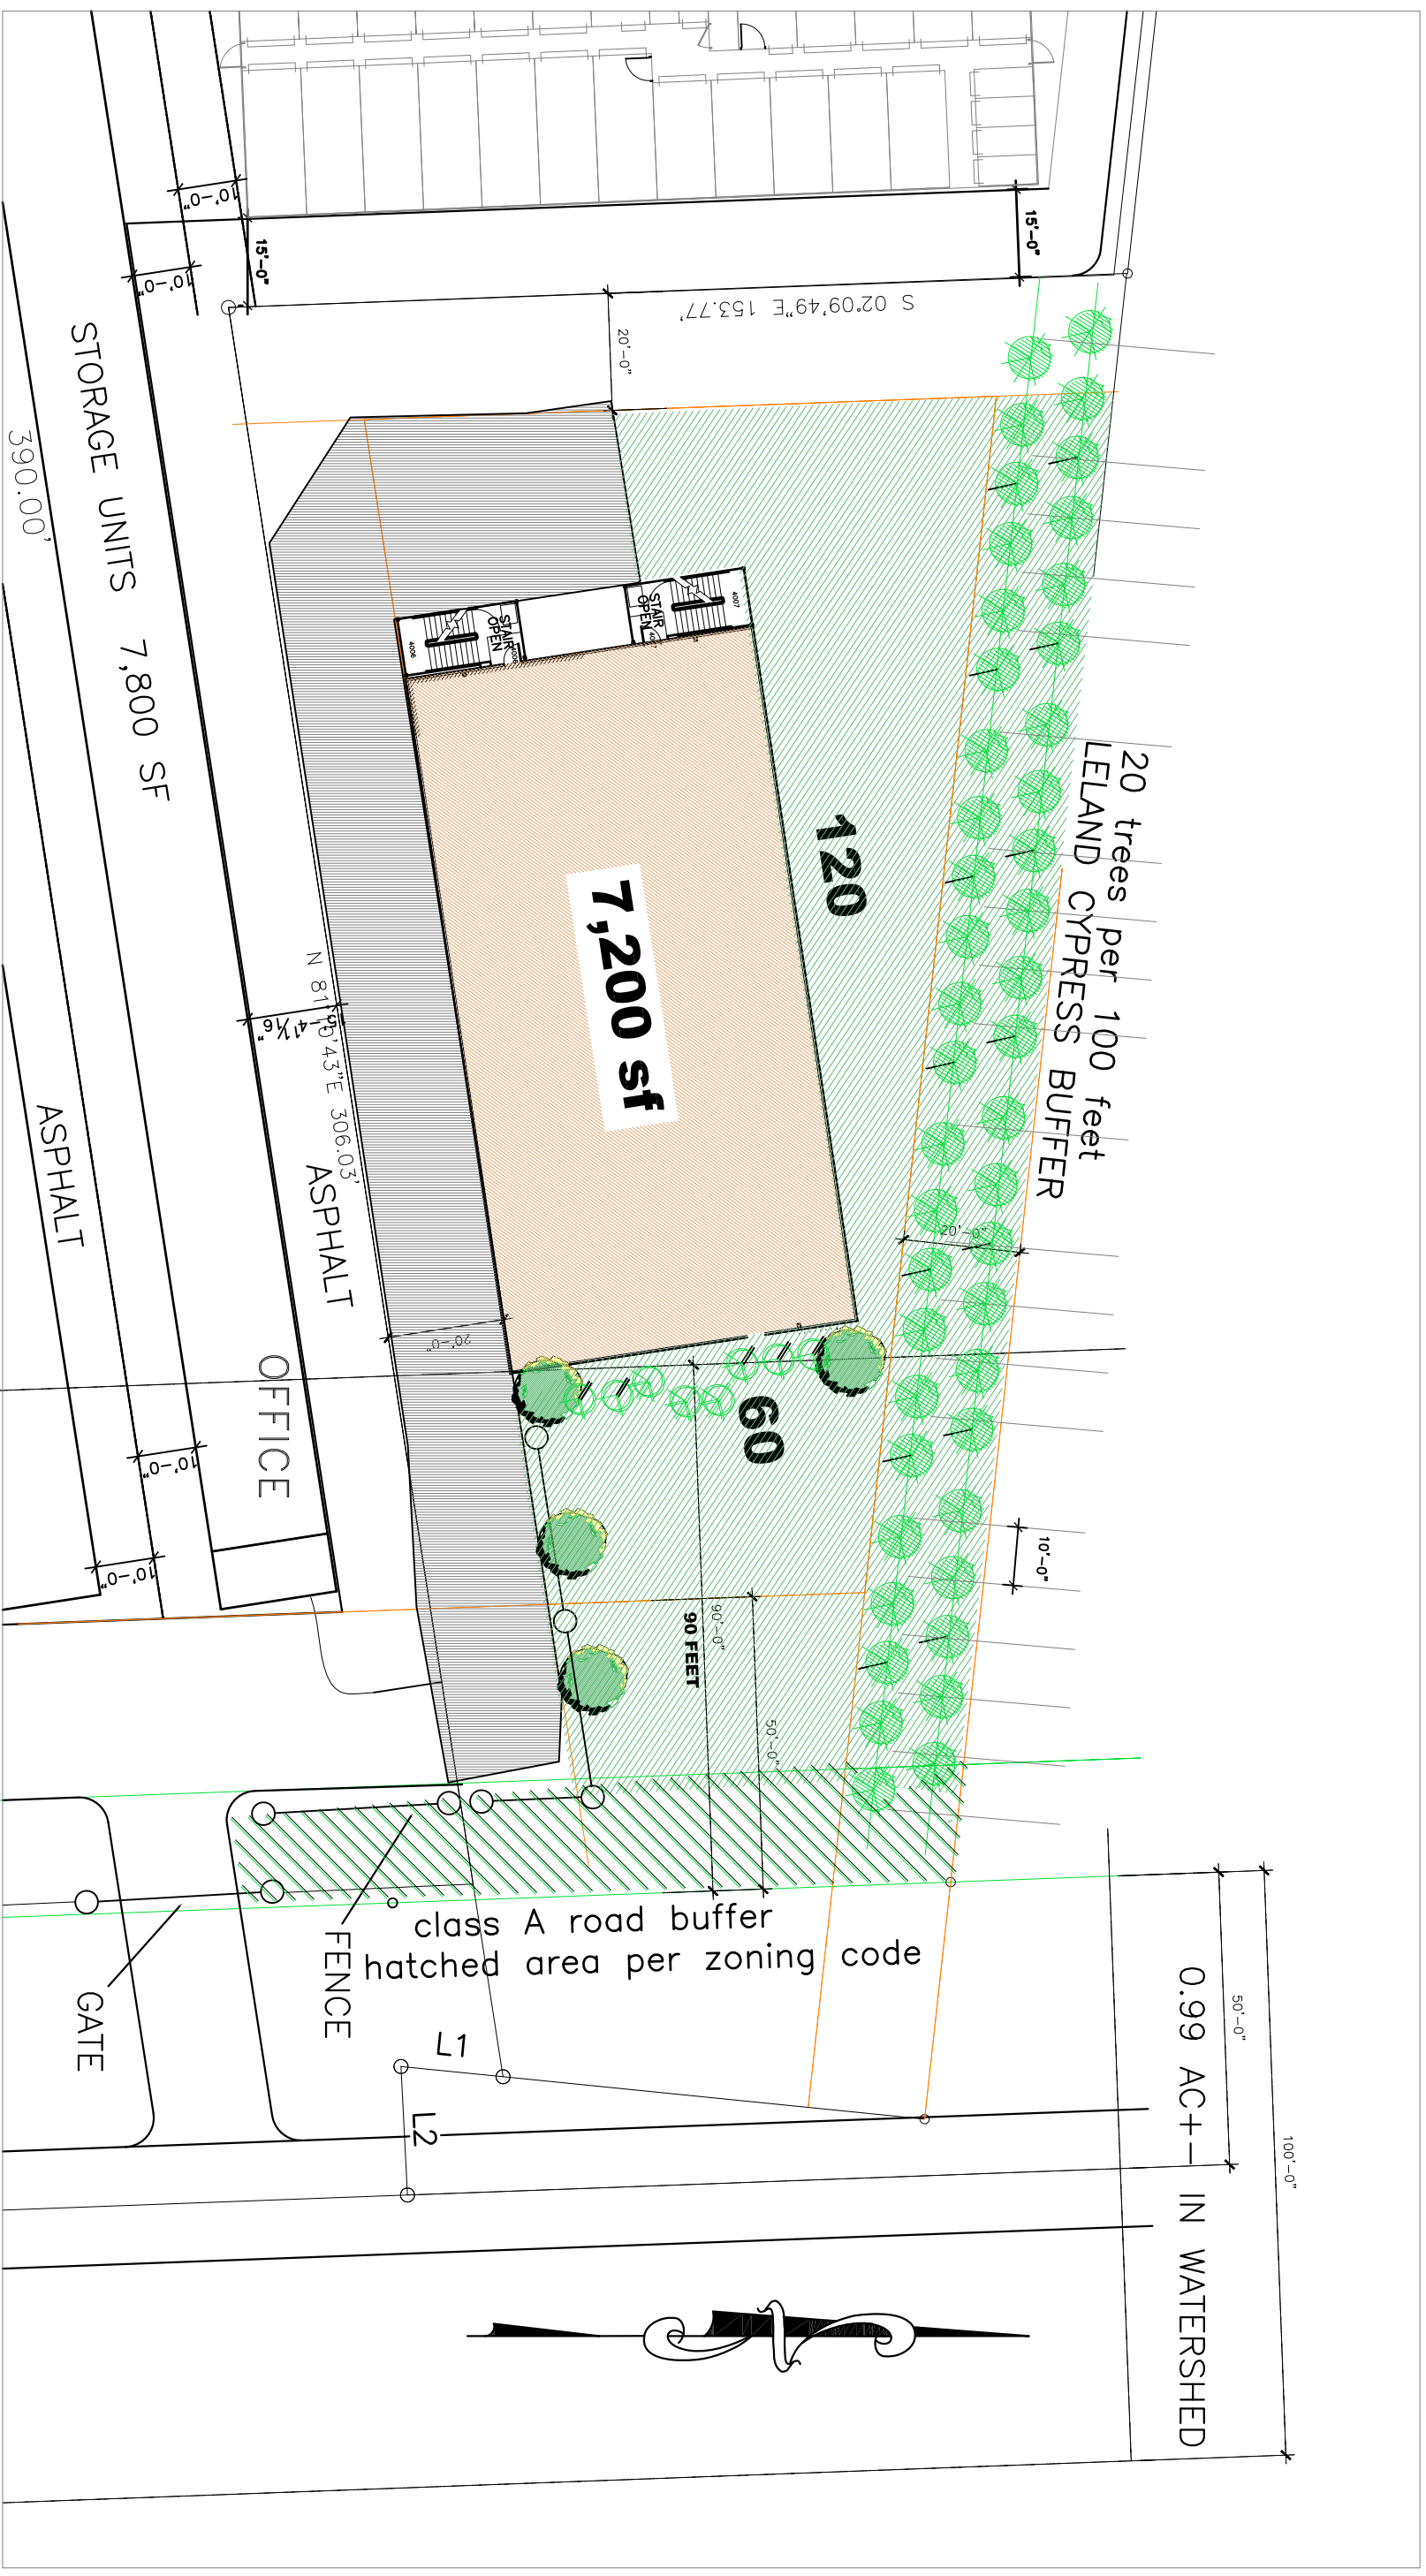 10'-0"
10'-0"
15'-0"
15'-0"
S 02°09'49"E 153.77'
20'-0"
STORAGE UNITS 7,800 SF
390.00'
STAIR
OPEN
4006
STAIR
OPEN
4007
20 trees per 100 feet
LELAND CYPRESS BUFFER
120
7,200 sf
306.03'
ASPHALT
ASPHALT
20'-0"
20'-0"
OFFICE
60
10'-0"
10'-0"
10'-0"
90 FEET
90'-0"
50'-0"
class A road buffer
hatched area per zoning code
FENCE
GATE
L1
L2
0.99 AC+- IN WATERSHED
50'-0"
100'-0"